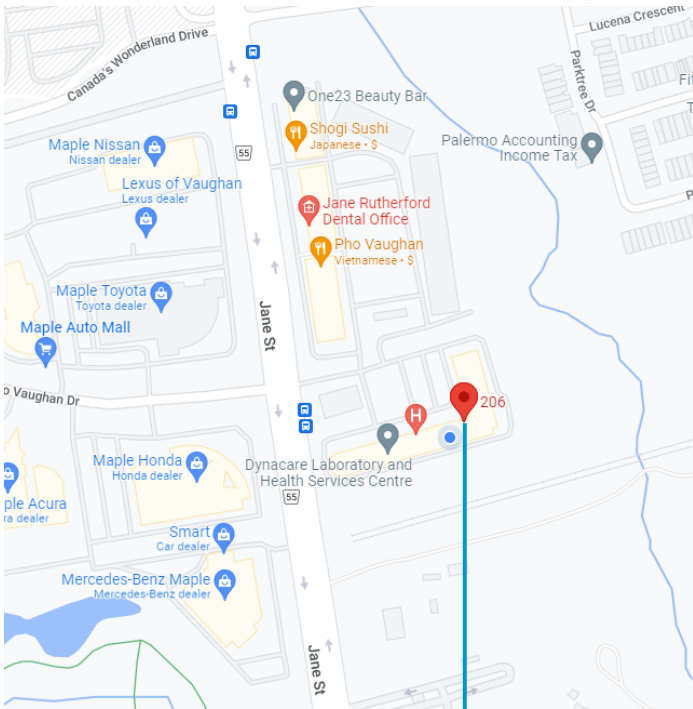 Lucena Crescent
Canada's Wonderland Drive
Parktree Dr
Fit
One23 Beauty Bar
T
Shogi Sushi
Japanese • $
Maple Nissan
Nissan dealer
55
Palermo Accounting
Income Tax
Lexus of Vaughan
Lexus dealer
P
Jane Rutherford
Dental Office
Pho Vaughan
Vietnamese • $
Maple Toyota
Toyota dealer
Jane St
Maple Auto Mall
o Vaughan Dr
206
H
Dynacare Laboratory and
Health Services Centre
Maple Honda
Honda dealer
55
ple Acura
ra dealer
Smart
Car dealer
Mercedes-Benz Maple
Mercedes-Benz dealer
Jane St